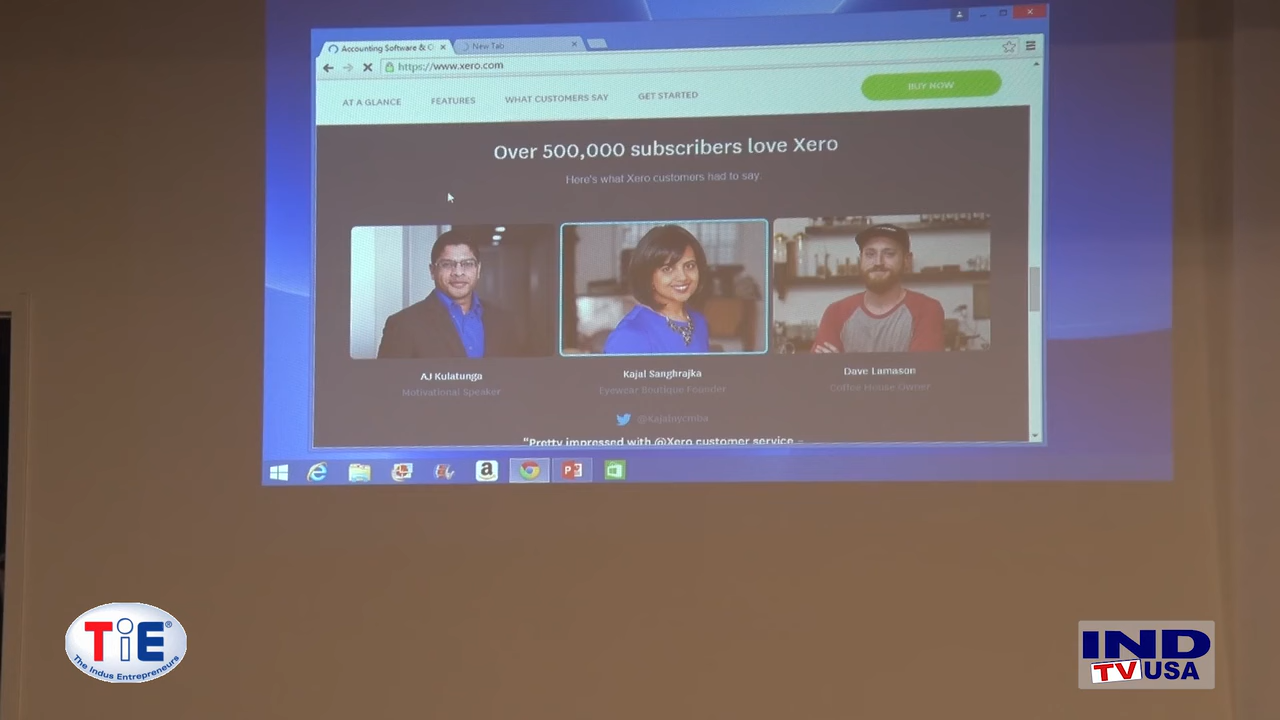 Accounting Software & O
New Tab
https://www.xero.com
AT A GLANCE
FEATURES
WHAT CUSTOMERS SAY
GET STARTED
BUY NOW
Over 500,000 subscribers love Xero
Here's what Xero customers had to say.
AJ Kulatunga
Motivational Speaker
Kajal Sanghrajka
Eyewear Boutique Founder
Dave Lamason
Coffee House Owner
"Pretty impressed with @Xero customer service –
a
P
TiE®
The Indus Entrepreneurs
IND
TV USA